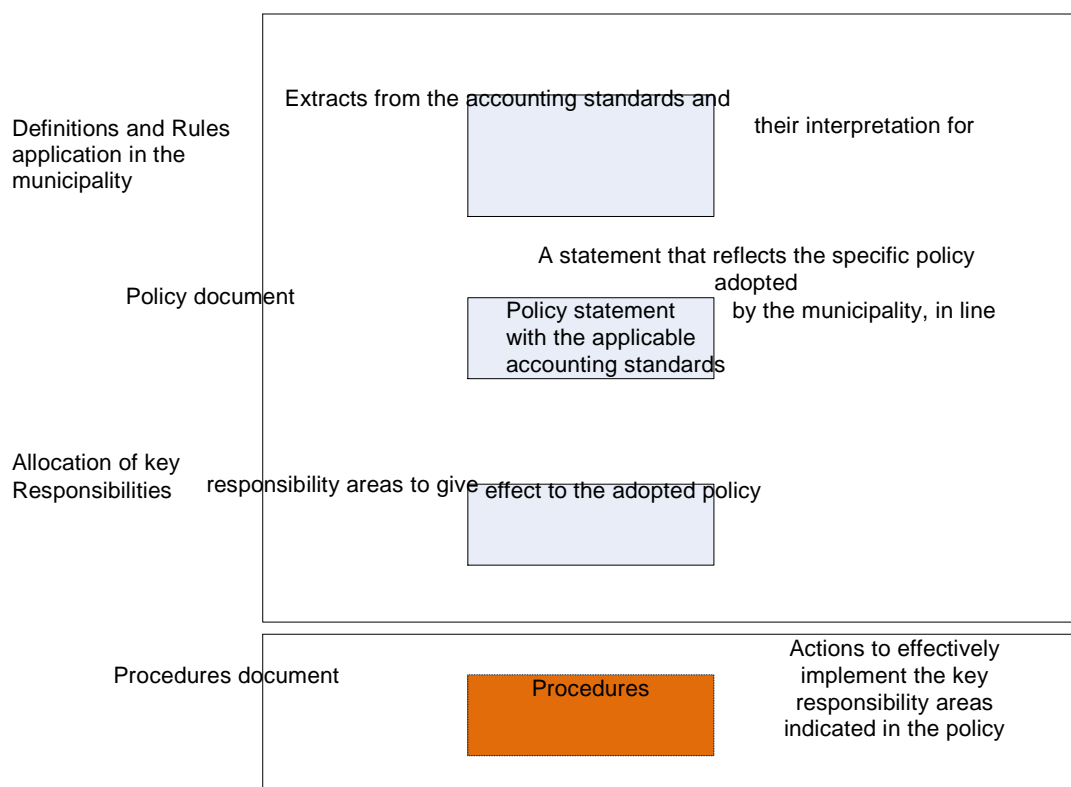 Extracts from the accounting standards and
Definitions and Rules
their interpretation for
application in the
municipality
A statement that reflects the specific policy
adopted
Policy document
Policy statement
by the municipality, in line
with the applicable
accounting standards
Allocation of key
Responsibilities
responsibility areas to give effect to the adopted policy
Procedures document
Procedures
Actions to effectively
implement the key
responsibility areas
indicated in the policy